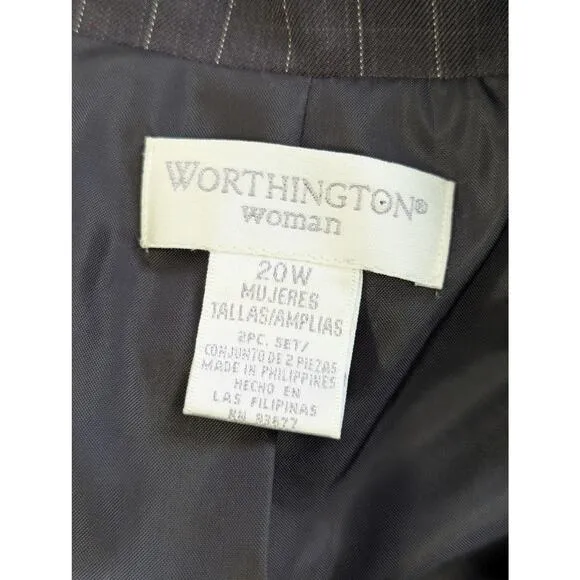 WORTHINGTON®
woman
20W
MUJERES
TALLAS/AMPLIAS
2PC. SET/
CONJUNTO DE 2 PIEZAS
MADE IN PHILIPPINES
HECHO EN
LAS FILIPINAS
RN 93677